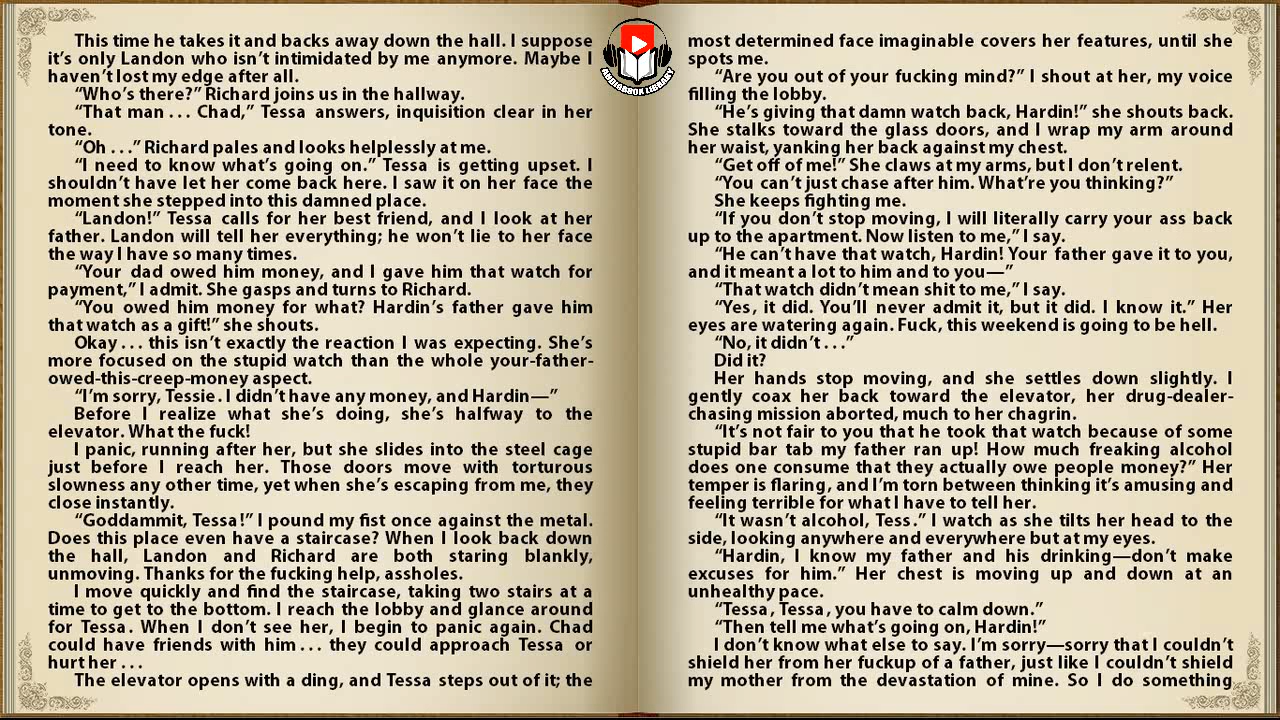 This time he takes it and backs away down the hall. I suppose
it’s only Landon who isn’t intimidated by me anymore. Maybe I
haven’t lost my edge after all.
“Who’s there?” Richard joins us in the hallway.
“That man . . . Chad,” Tessa answers, inquisition clear in her
tone.
“Oh . . .” Richard pales and looks helplessly at me.
“I need to know what’s going on.” Tessa is getting upset. I
shouldn’t have let her come back here. I saw it on her face the
moment she stepped into this damned place.
“Landon!” Tessa calls for her best friend, and I look at her
father. Landon will tell her everything; he won’t lie to her face
the way I have so many times.
“Your dad owed him money, and I gave him that watch for
payment,” I admit. She gasps and turns to Richard.
“You owed him money for what? Hardin’s father gave him
that watch as a gift!” she shouts.
Okay . . . this isn’t exactly the reaction I was expecting. She’s
more focused on the stupid watch than the whole your-father-
owed-this-creep-money aspect.
“I’m sorry, Tessie. I didn’t have any money, and Hardin—”
Before I realize what she’s doing, she’s halfway to the
elevator. What the fuck!
I panic, running after her, but she slides into the steel cage
just before I reach her. Those doors move with torturous
slowness any other time, yet when she’s escaping from me, they
close instantly.
“Goddammit, Tessa!” I pound my fist once against the metal.
Does this place even have a staircase? When I look back down
the hall, Landon and Richard are both staring blankly,
unmoving. Thanks for the fucking help, assholes.
I move quickly and find the staircase, taking two stairs at a
time to get to the bottom. I reach the lobby and glance around
for Tessa. When I don’t see her, I begin to panic again. Chad
could have friends with him . . . they could approach Tessa or
hurt her . . .
The elevator opens with a ding, and Tessa steps out of it; the
AUDIOBOOK LIBRARY
most determined face imaginable covers her features, until she
spots me.
“Are you out of your fucking mind?” I shout at her, my voice
filling the lobby.
“He’s giving that damn watch back, Hardin!” she shouts back.
She stalks toward the glass doors, and I wrap my arm around
her waist, yanking her back against my chest.
“Get off of me!” She claws at my arms, but I don’t relent.
“You can’t just chase after him. What’re you thinking?”
She keeps fighting me.
“If you don’t stop moving, I will literally carry your ass back
up to the apartment. Now listen to me,” I say.
“He can’t have that watch, Hardin! Your father gave it to you,
and it meant a lot to him and to you—”
“That watch didn’t mean shit to me,” I say.
“Yes, it did. You’ll never admit it, but it did. I know it.” Her
eyes are watering again. Fuck, this weekend is going to be hell.
“No, it didn’t . . .”
Did it?
Her hands stop moving, and she settles down slightly. I
gently coax her back toward the elevator, her drug-dealer-
chasing mission aborted, much to her chagrin.
“It’s not fair to you that he took that watch because of some
stupid bar tab my father ran up! How much freaking alcohol
does one consume that they actually owe people money?” Her
temper is flaring, and I’m torn between thinking it’s amusing and
feeling terrible for what I have to tell her.
“It wasn’t alcohol, Tess.” I watch as she tilts her head to the
side, looking anywhere and everywhere but at my eyes.
“Hardin, I know my father and his drinking—don’t make
excuses for him.” Her chest is moving up and down at an
unhealthy pace.
“Tessa, Tessa, you have to calm down.”
“Then tell me what’s going on, Hardin!”
I don’t know what else to say. I’m sorry—sorry that I couldn’t
shield her from her fuckup of a father, just like I couldn’t shield
my mother from the devastation of mine. So I do something